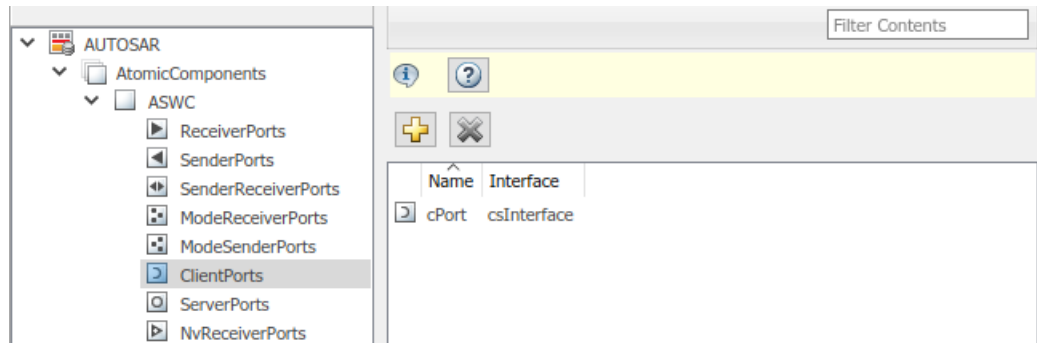 Filter Contents
AUTOSAR
AtomicComponents
ASWC
ReceiverPorts
SenderPorts
SenderReceiverPorts
ModeReceiverPorts
ModeSenderPorts
ClientPorts
ServerPorts
NvReceiverPorts
Name Interface
cPort csInterface